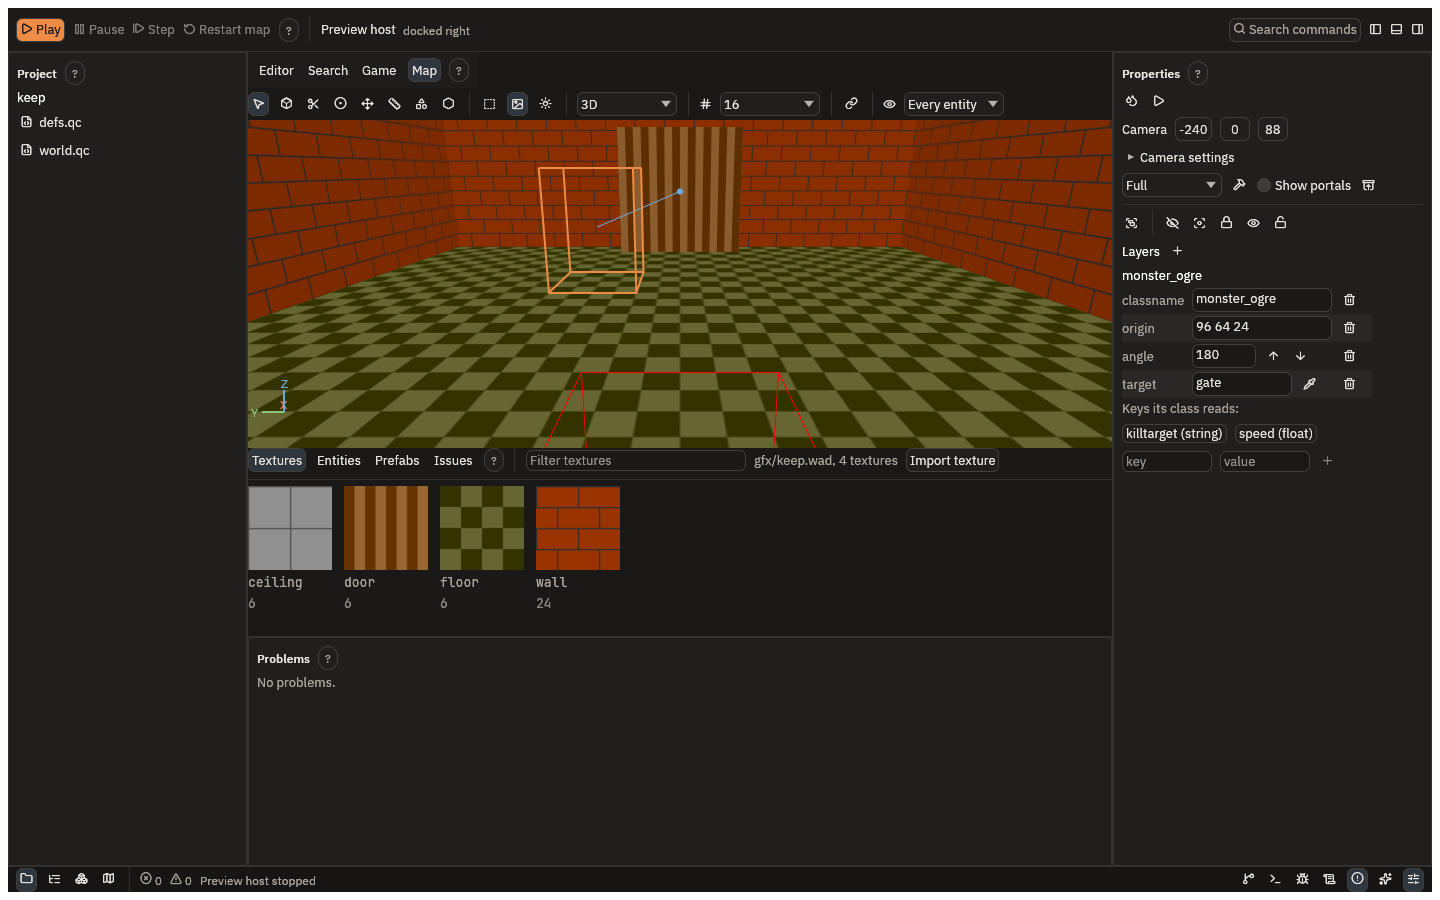 Play Pause Step Restart map ? Preview host docked right Search commands
Project ?
keep
defs.qc
world.qc
Editor Search Game Map ?
3D # 16 Every entity
Z
Y X
Textures Entities Prefabs Issues ? Filter textures gfx/keep.wad, 4 textures Import texture
ceiling door floor wall
6 6 6 24
Problems ?
No problems.
Properties ?
Camera -240 0 88
Camera settings
Full Show portals
Layers +
monster_ogre
classname monster_ogre
origin 96 64 24
angle 180
target gate
Keys its class reads:
killtarget (string) speed (float)
key value +
0 0 Preview host stopped